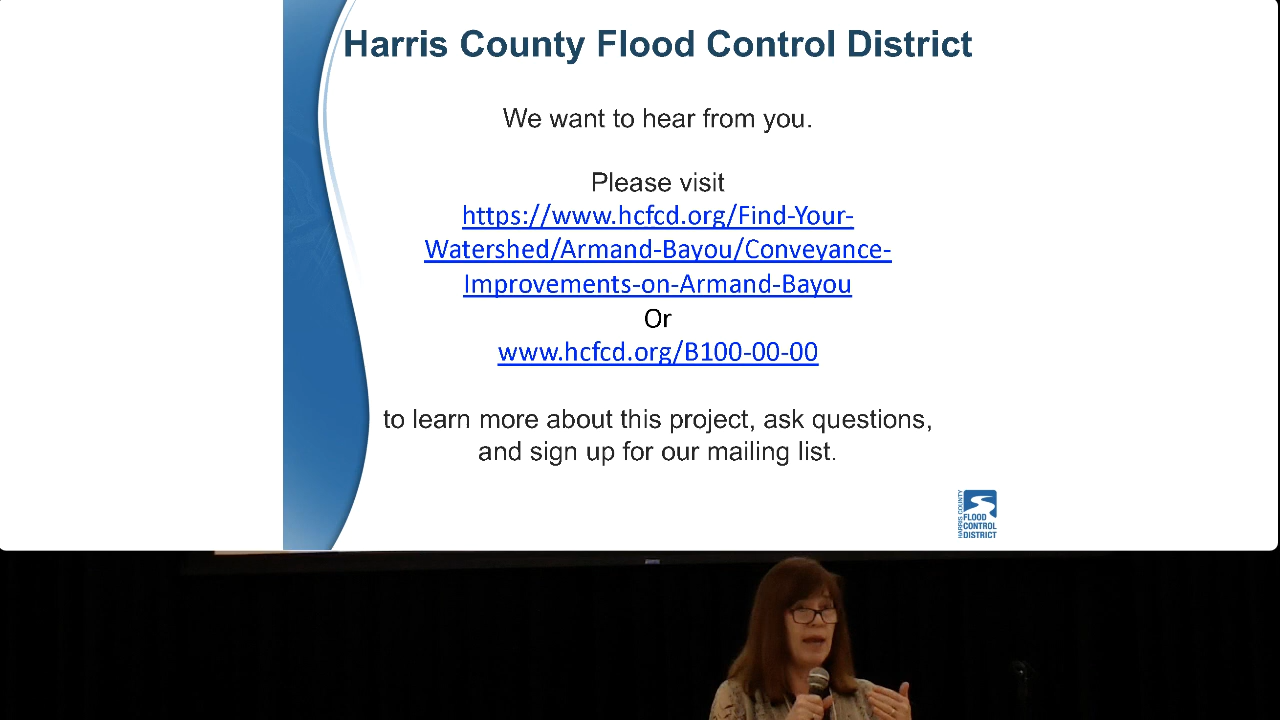 Harris County Flood Control District
We want to hear from you.
Please visit
https://www.hcfcd.org/Find-Your-
Watershed/Armand-Bayou/Conveyance-
Improvements-on-Armand-Bayou
Or
www.hcfcd.org/B100-00-00
to learn more about this project, ask questions,
and sign up for our mailing list.
HARRIS COUNTY
FLOOD
CONTROL
DISTRICT